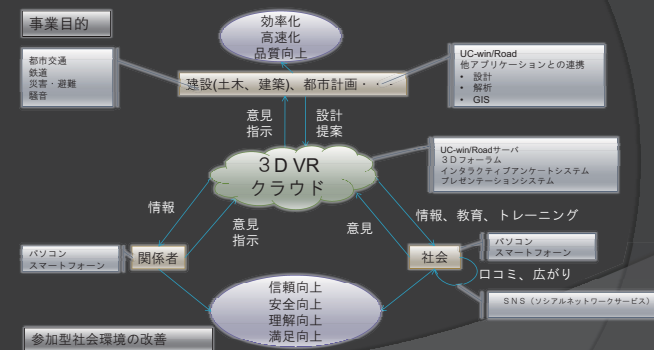 事業目的
効率化
高速化
品質向上
都市交通
鉄道
災害・避難
騒音
建設(土木、建築)、都市計画・・・
UC-win/Road
他アプリケーションとの連携
• 設計
• 解析
• GIS
意見
指示
設計
提案
３D VR
クラウド
UC-win/Roadサーバ
３Ｄフォーラム
インタラクティブアンケートシステム
プレゼンテーションシステム
情報
意見
指示
意見
情報、教育、トレーニング
パソコン
スマートフォーン
関係者
社会
パソコン
スマートフォーン
口コミ、広がり
信頼向上
安全向上
理解向上
満足向上
ＳＮＳ（ソシアルネットワークサービス）
参加型社会環境の改善